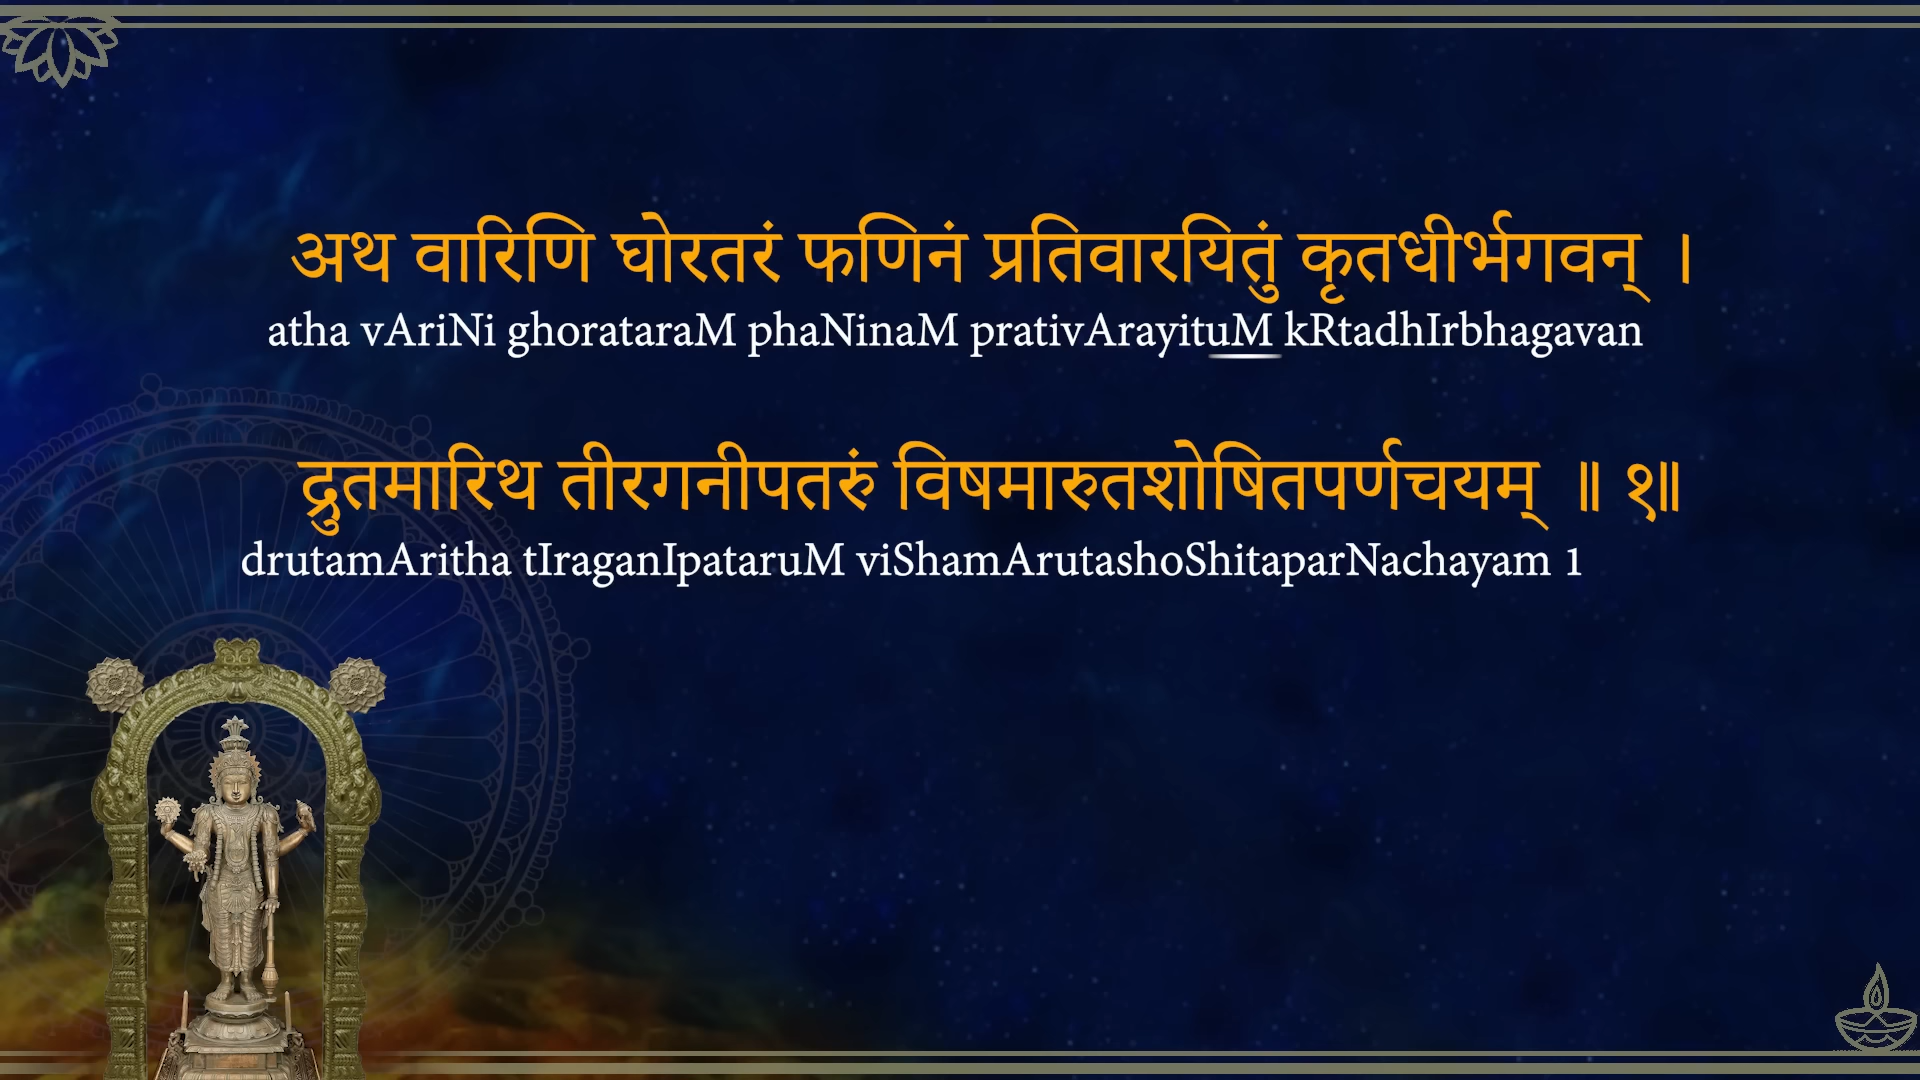 अथ वारिणि घोरतरं फणिनं प्रतिवारयितुं कृतधीर्भगवन् ।
atha vAriNi ghorataraM phaNinaM prativArayituM kRtadhIrbhagavan
द्रुतमारिथ तीरगनीपतरुं विषमारुतशोषितपर्णचयम् ॥ १॥
drutamAritha tIraganIpataruM viShamArutashoShitaparNachayam 1